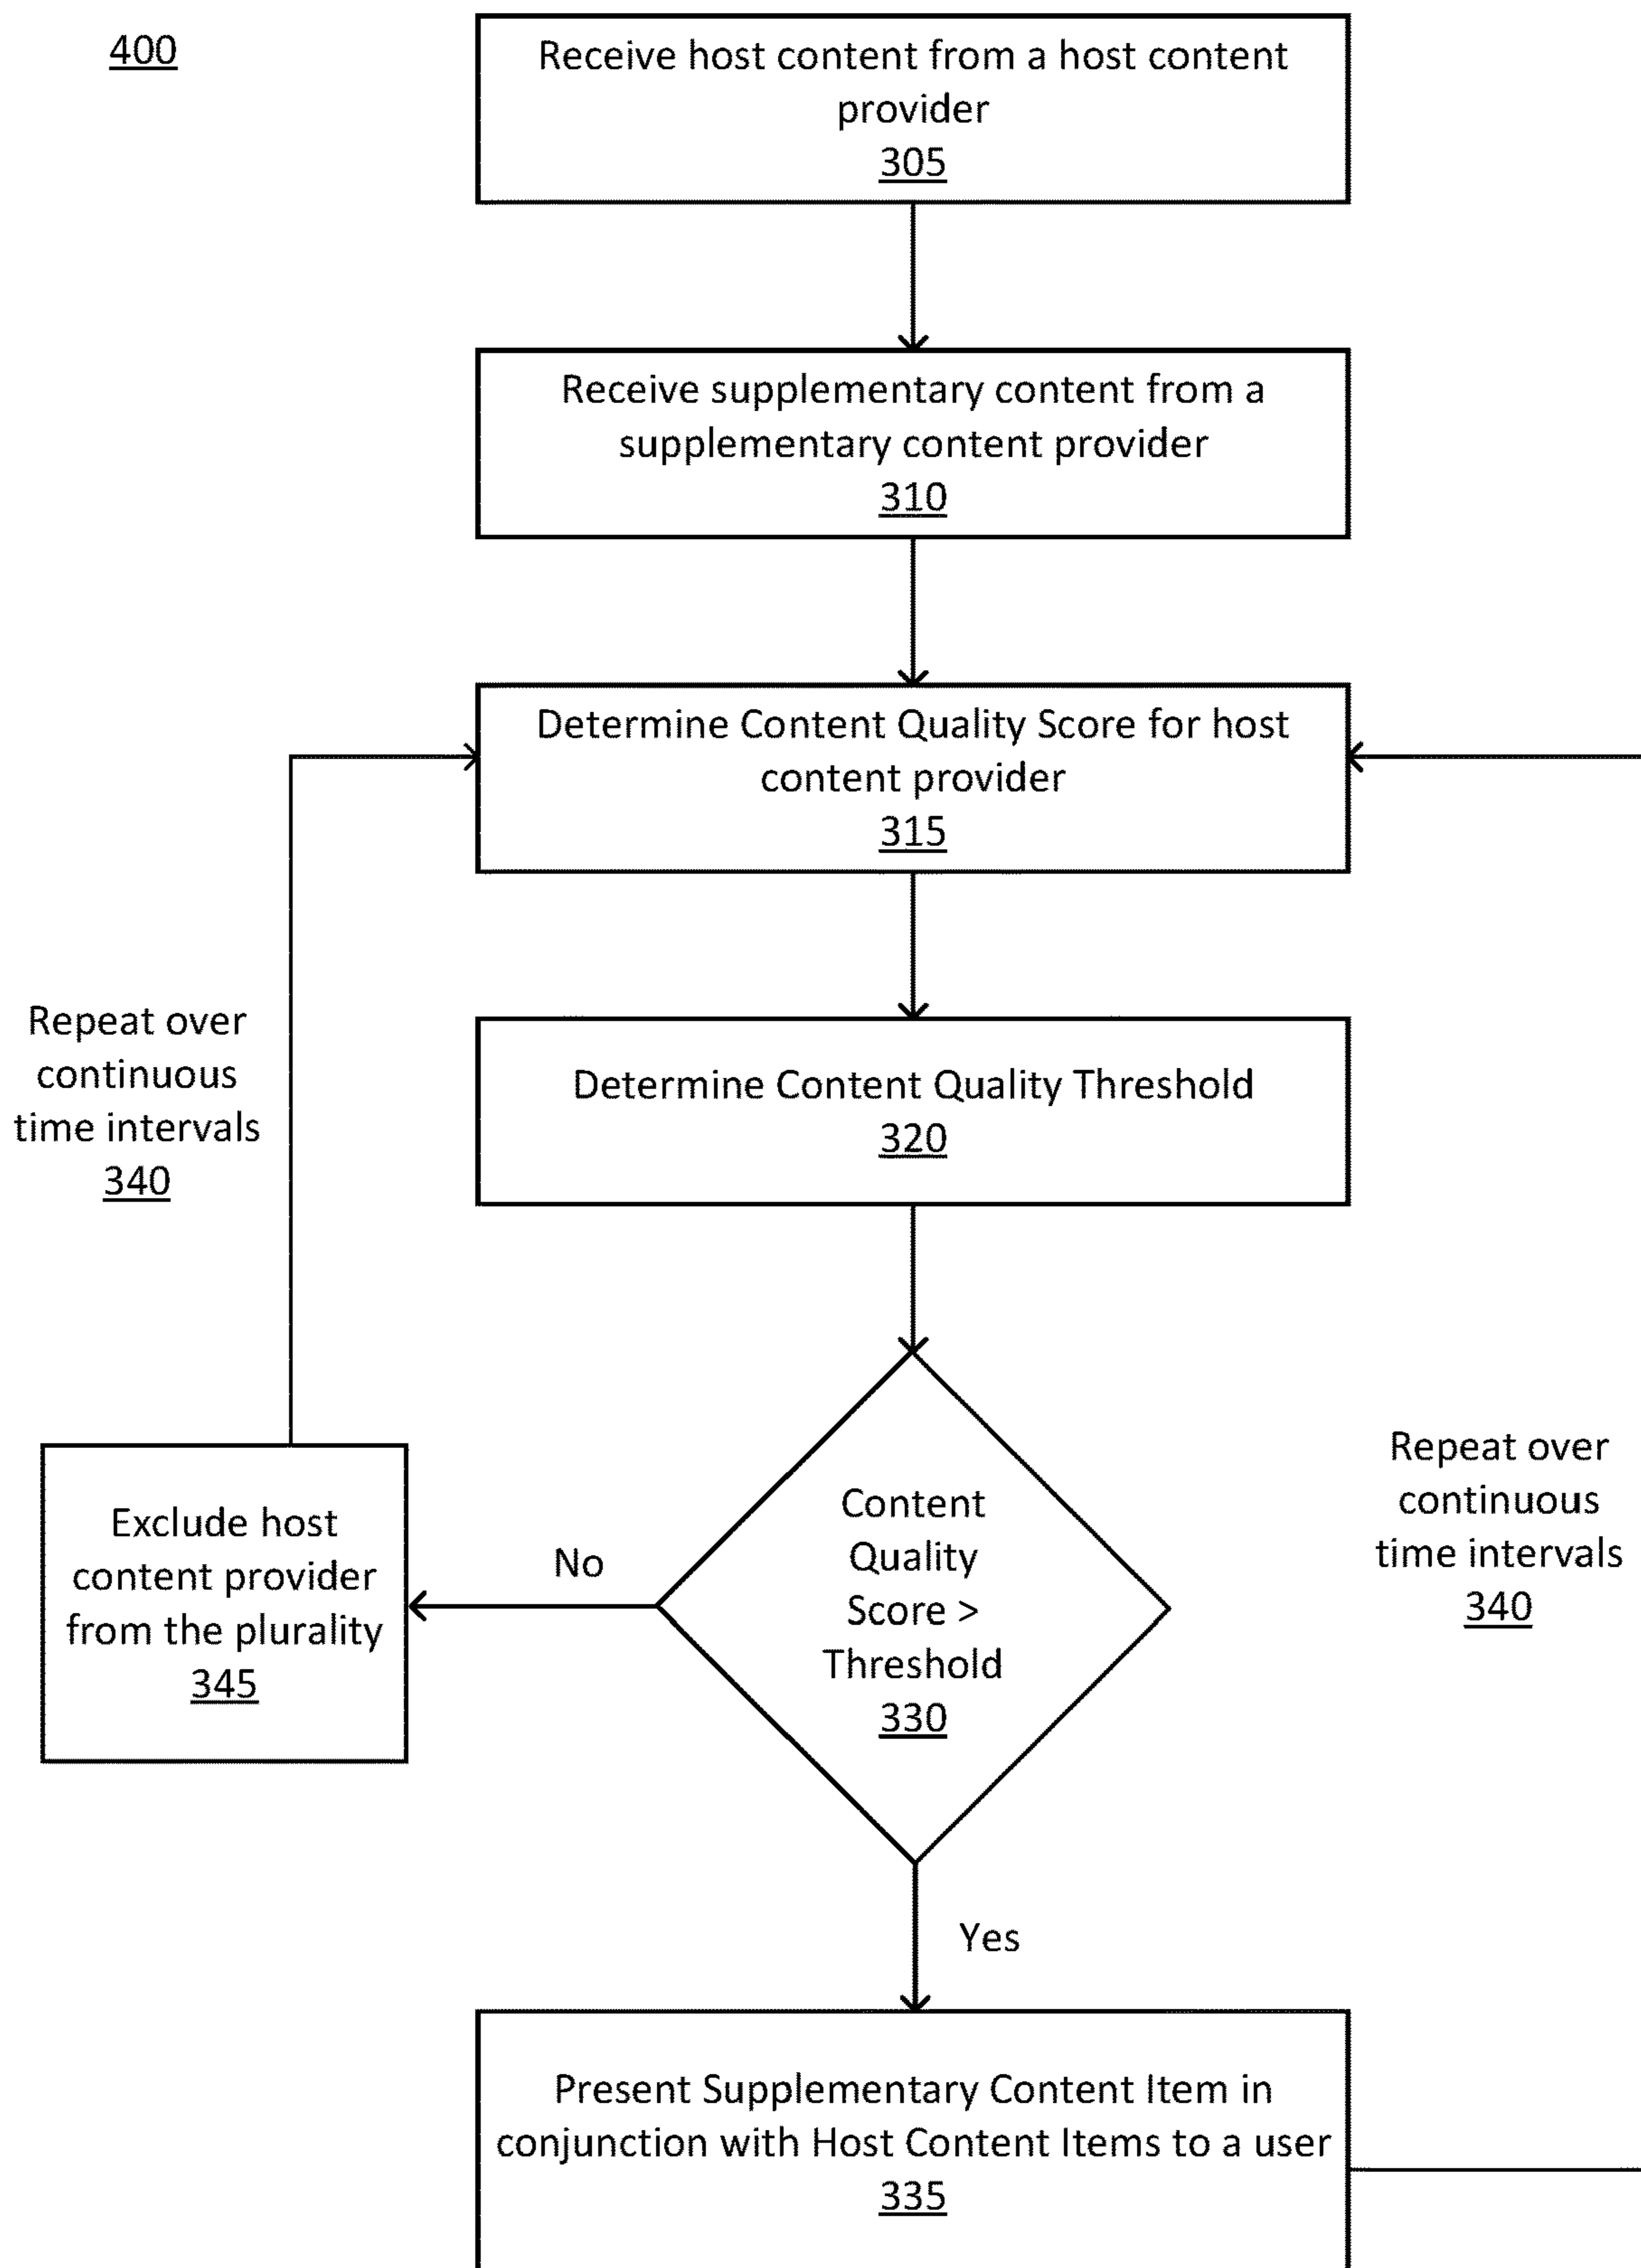 400
Receive host content from a host content
provider
305
Receive supplementary content from a
supplementary content provider
310
Determine Content Quality Score for host
content provider
315
Repeat over
continuous
time intervals
340
Determine Content Quality Threshold
320
Content
Quality
Score >
Threshold
330
No
Exclude host
content provider
from the plurality
345
Repeat over
continuous
time intervals
340
Yes
Present Supplementary Content Item in
conjunction with Host Content Items to a user
335